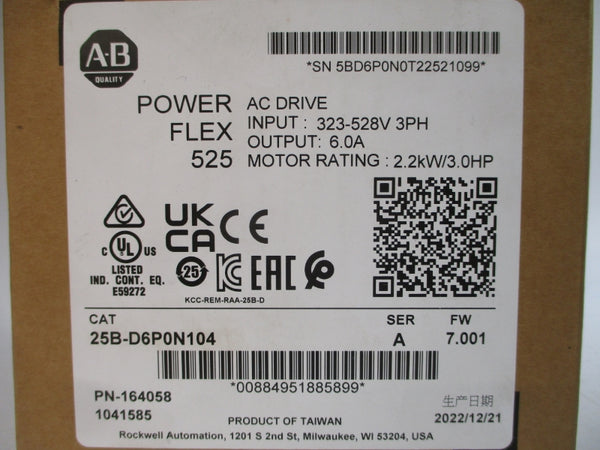 A-B
QUALITY
*SN 5BD6P0N0T22521099*
POWER
FLEX
525
AC DRIVE
INPUT : 323-528V 3PH
OUTPUT: 6.0A
MOTOR RATING : 2.2kW/3.0HP
C UL US
LISTED
IND. CONT. EQ.
E59272
UK
CA CE
25 EAC
KCC-REM-RAA-25B-D
CAT SER FW
25B-D6P0N104 A 7.001
*00884951885899*
PN-164058
1041585
生产日期
2022/12/21
PRODUCT OF TAIWAN
Rockwell Automation, 1201 S 2nd St, Milwaukee, WI 53204, USA